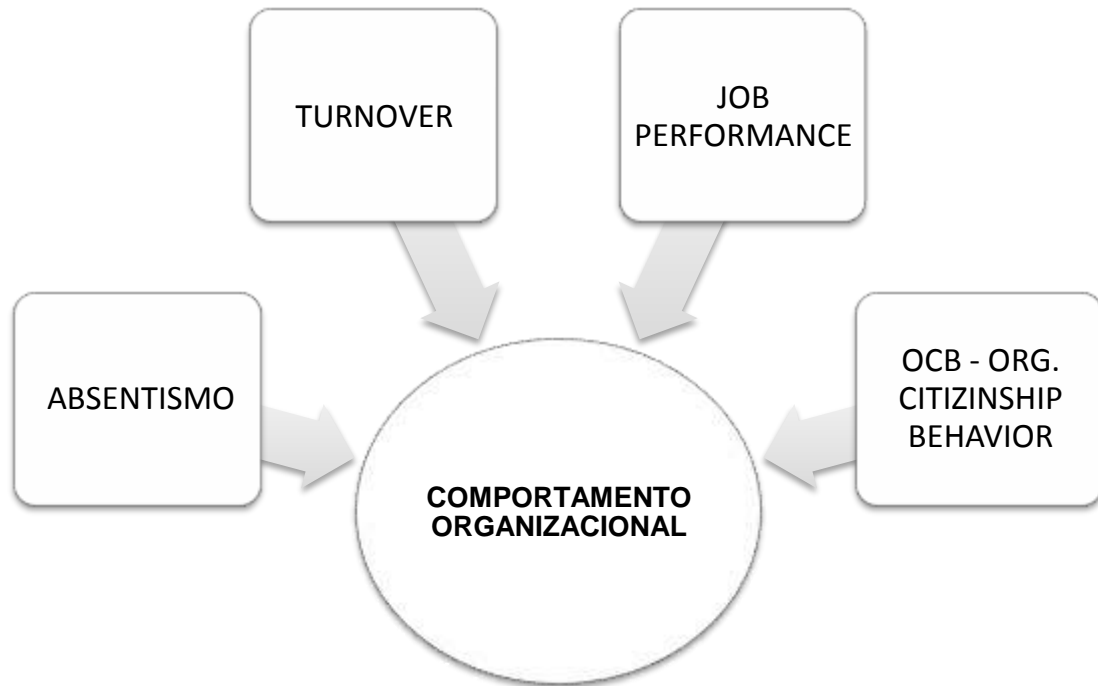 TURNOVER
JOB
PERFORMANCE
ABSENTISMO
OCB - ORG.
CITIZINSHIP
BEHAVIOR
COMPORTAMENTO
ORGANIZACIONAL